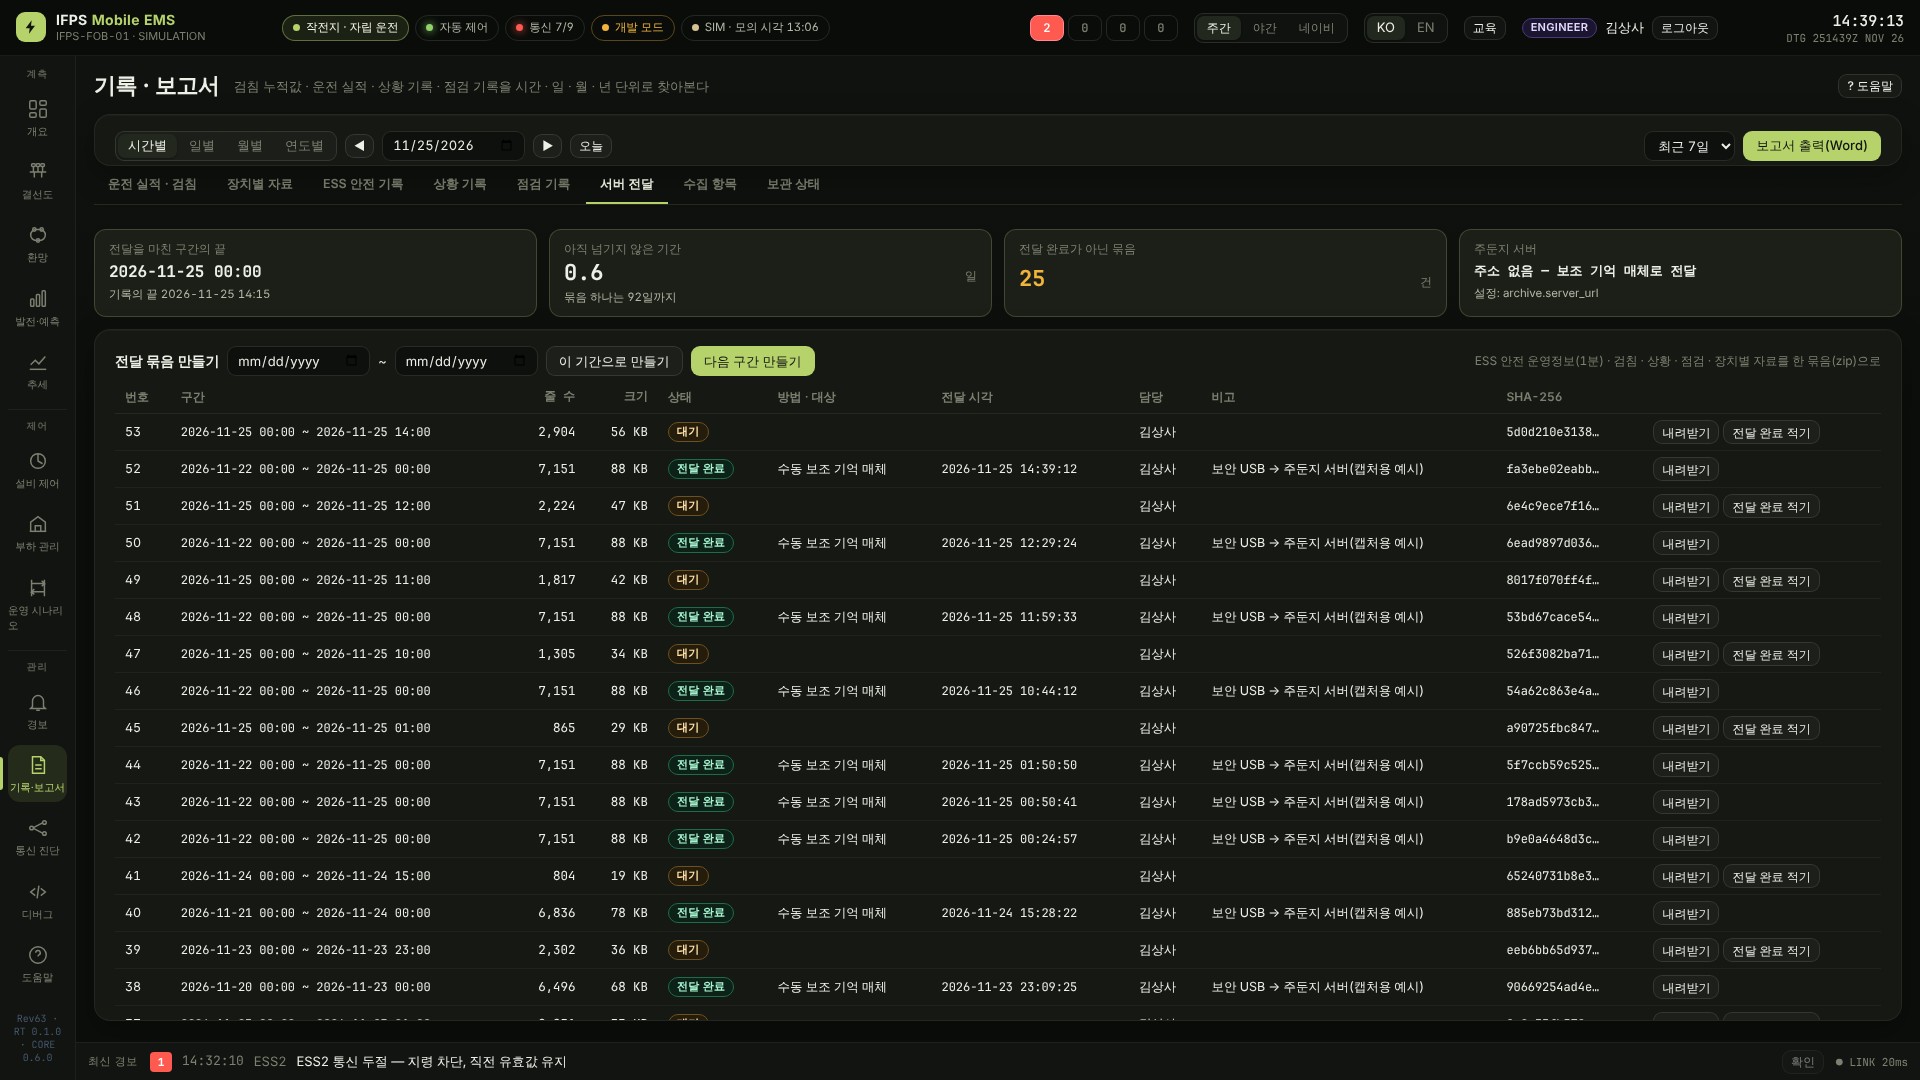 IFPS Mobile EMS
IFPS-FOB-01 · SIMULATION
작전지 · 자립 운전
자동 제어
통신 7/9
개발 모드
SIM · 모의 시각 13:06
2 0 0 0
주간 야간 네이비
KO EN
교육
ENGINEER 김상사 로그아웃
14:39:13
DTG 251439Z NOV 26
계측
개요
결선도
환망
발전·예측
추세
제어
설비 제어
부하 관리
운영 시나리
오
관리
경보
기록·보고서
통신 진단
디버그
도움말
Rev63 ·
RT 0.1.0
· CORE
0.6.0
기록 · 보고서 검침 누적값 · 운전 실적 · 상황 기록 · 점검 기록을 시간 · 일 · 월 · 년 단위로 찾아본다
? 도움말
시간별 일별 월별 연도별 ◀ 11/25/2026 ▶ 오늘
최근 7일 보고서 출력(Word)
운전 실적 · 검침 장치별 자료 ESS 안전 기록 상황 기록 점검 기록 서버 전달 수집 항목 보관 상태
전달을 마친 구간의 끝
2026-11-25 00:00
기록의 끝 2026-11-25 14:15
아직 넘기지 않은 기간
0.6 일
묶음 하나는 92일까지
전달 완료가 아닌 묶음
25 건
주둔지 서버
주소 없음 — 보조 기억 매체로 전달
설정: archive.server_url
전달 묶음 만들기 mm/dd/yyyy ~ mm/dd/yyyy 이 기간으로 만들기 다음 구간 만들기
ESS 안전 운영정보(1분) · 검침 · 상황 · 점검 · 장치별 자료를 한 묶음(zip)으로
번호 구간 줄 수 크기 상태 방법 · 대상 전달 시각 담당 비고 SHA-256
53 2026-11-25 00:00 ~ 2026-11-25 14:00 2,904 56 KB 대기 김상사 5d0d210e3138… 내려받기 전달 완료 적기
52 2026-11-22 00:00 ~ 2026-11-25 00:00 7,151 88 KB 전달 완료 수동 보조 기억 매체 2026-11-25 14:39:12 김상사 보안 USB → 주둔지 서버(캡처용 예시) fa3ebe02eabb… 내려받기
51 2026-11-25 00:00 ~ 2026-11-25 12:00 2,224 47 KB 대기 김상사 6e4c9ece7f16… 내려받기 전달 완료 적기
50 2026-11-22 00:00 ~ 2026-11-25 00:00 7,151 88 KB 전달 완료 수동 보조 기억 매체 2026-11-25 12:29:24 김상사 보안 USB → 주둔지 서버(캡처용 예시) 6ead9897d036… 내려받기
49 2026-11-25 00:00 ~ 2026-11-25 11:00 1,817 42 KB 대기 김상사 8017f070ff4f… 내려받기 전달 완료 적기
48 2026-11-22 00:00 ~ 2026-11-25 00:00 7,151 88 KB 전달 완료 수동 보조 기억 매체 2026-11-25 11:59:33 김상사 보안 USB → 주둔지 서버(캡처용 예시) 53bd67cace54… 내려받기
47 2026-11-25 00:00 ~ 2026-11-25 10:00 1,305 34 KB 대기 김상사 526f3082ba71… 내려받기 전달 완료 적기
46 2026-11-22 00:00 ~ 2026-11-25 00:00 7,151 88 KB 전달 완료 수동 보조 기억 매체 2026-11-25 10:44:12 김상사 보안 USB → 주둔지 서버(캡처용 예시) 54a62c863e4a… 내려받기
45 2026-11-25 00:00 ~ 2026-11-25 01:00 865 29 KB 대기 김상사 a90725fbc847… 내려받기 전달 완료 적기
44 2026-11-22 00:00 ~ 2026-11-25 00:00 7,151 88 KB 전달 완료 수동 보조 기억 매체 2026-11-25 01:50:50 김상사 보안 USB → 주둔지 서버(캡처용 예시) 5f7ccb59c525… 내려받기
43 2026-11-22 00:00 ~ 2026-11-25 00:00 7,151 88 KB 전달 완료 수동 보조 기억 매체 2026-11-25 00:50:41 김상사 보안 USB → 주둔지 서버(캡처용 예시) 178ad5973cb3… 내려받기
42 2026-11-22 00:00 ~ 2026-11-25 00:00 7,151 88 KB 전달 완료 수동 보조 기억 매체 2026-11-25 00:24:57 김상사 보안 USB → 주둔지 서버(캡처용 예시) b9e0a4648d3c… 내려받기
41 2026-11-24 00:00 ~ 2026-11-24 15:00 804 19 KB 대기 김상사 65240731b8e3… 내려받기 전달 완료 적기
40 2026-11-21 00:00 ~ 2026-11-24 00:00 6,836 78 KB 전달 완료 수동 보조 기억 매체 2026-11-24 15:28:22 김상사 보안 USB → 주둔지 서버(캡처용 예시) 885eb73bd312… 내려받기
39 2026-11-23 00:00 ~ 2026-11-23 23:00 2,302 36 KB 대기 김상사 eeb6bb65d937… 내려받기 전달 완료 적기
38 2026-11-20 00:00 ~ 2026-11-23 00:00 6,496 68 KB 전달 완료 수동 보조 기억 매체 2026-11-23 23:09:25 김상사 보안 USB → 주둔지 서버(캡처용 예시) 90669254ad4e… 내려받기
최신 경보 1 14:32:10 ESS2 ESS2 통신 두절 — 지령 차단, 직전 유효값 유지
확인 LINK 20ms